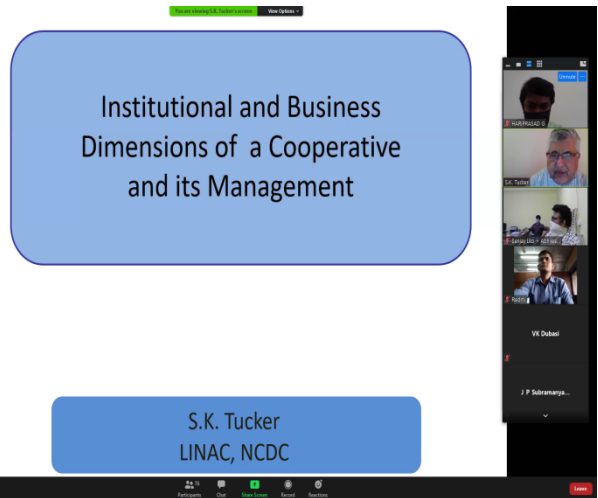 You are viewing S.K. Tucker's screen
View Options
Institutional and Business
Dimensions of a Cooperative
and its Management
S.K. Tucker
LINAC, NCDC
Unmute
HARIPRASAD G
S.K. Tucker
VK Dubasi
J P Subramanya...
76
Participants
Chat
Share Screen
Record
Reactions
Leave